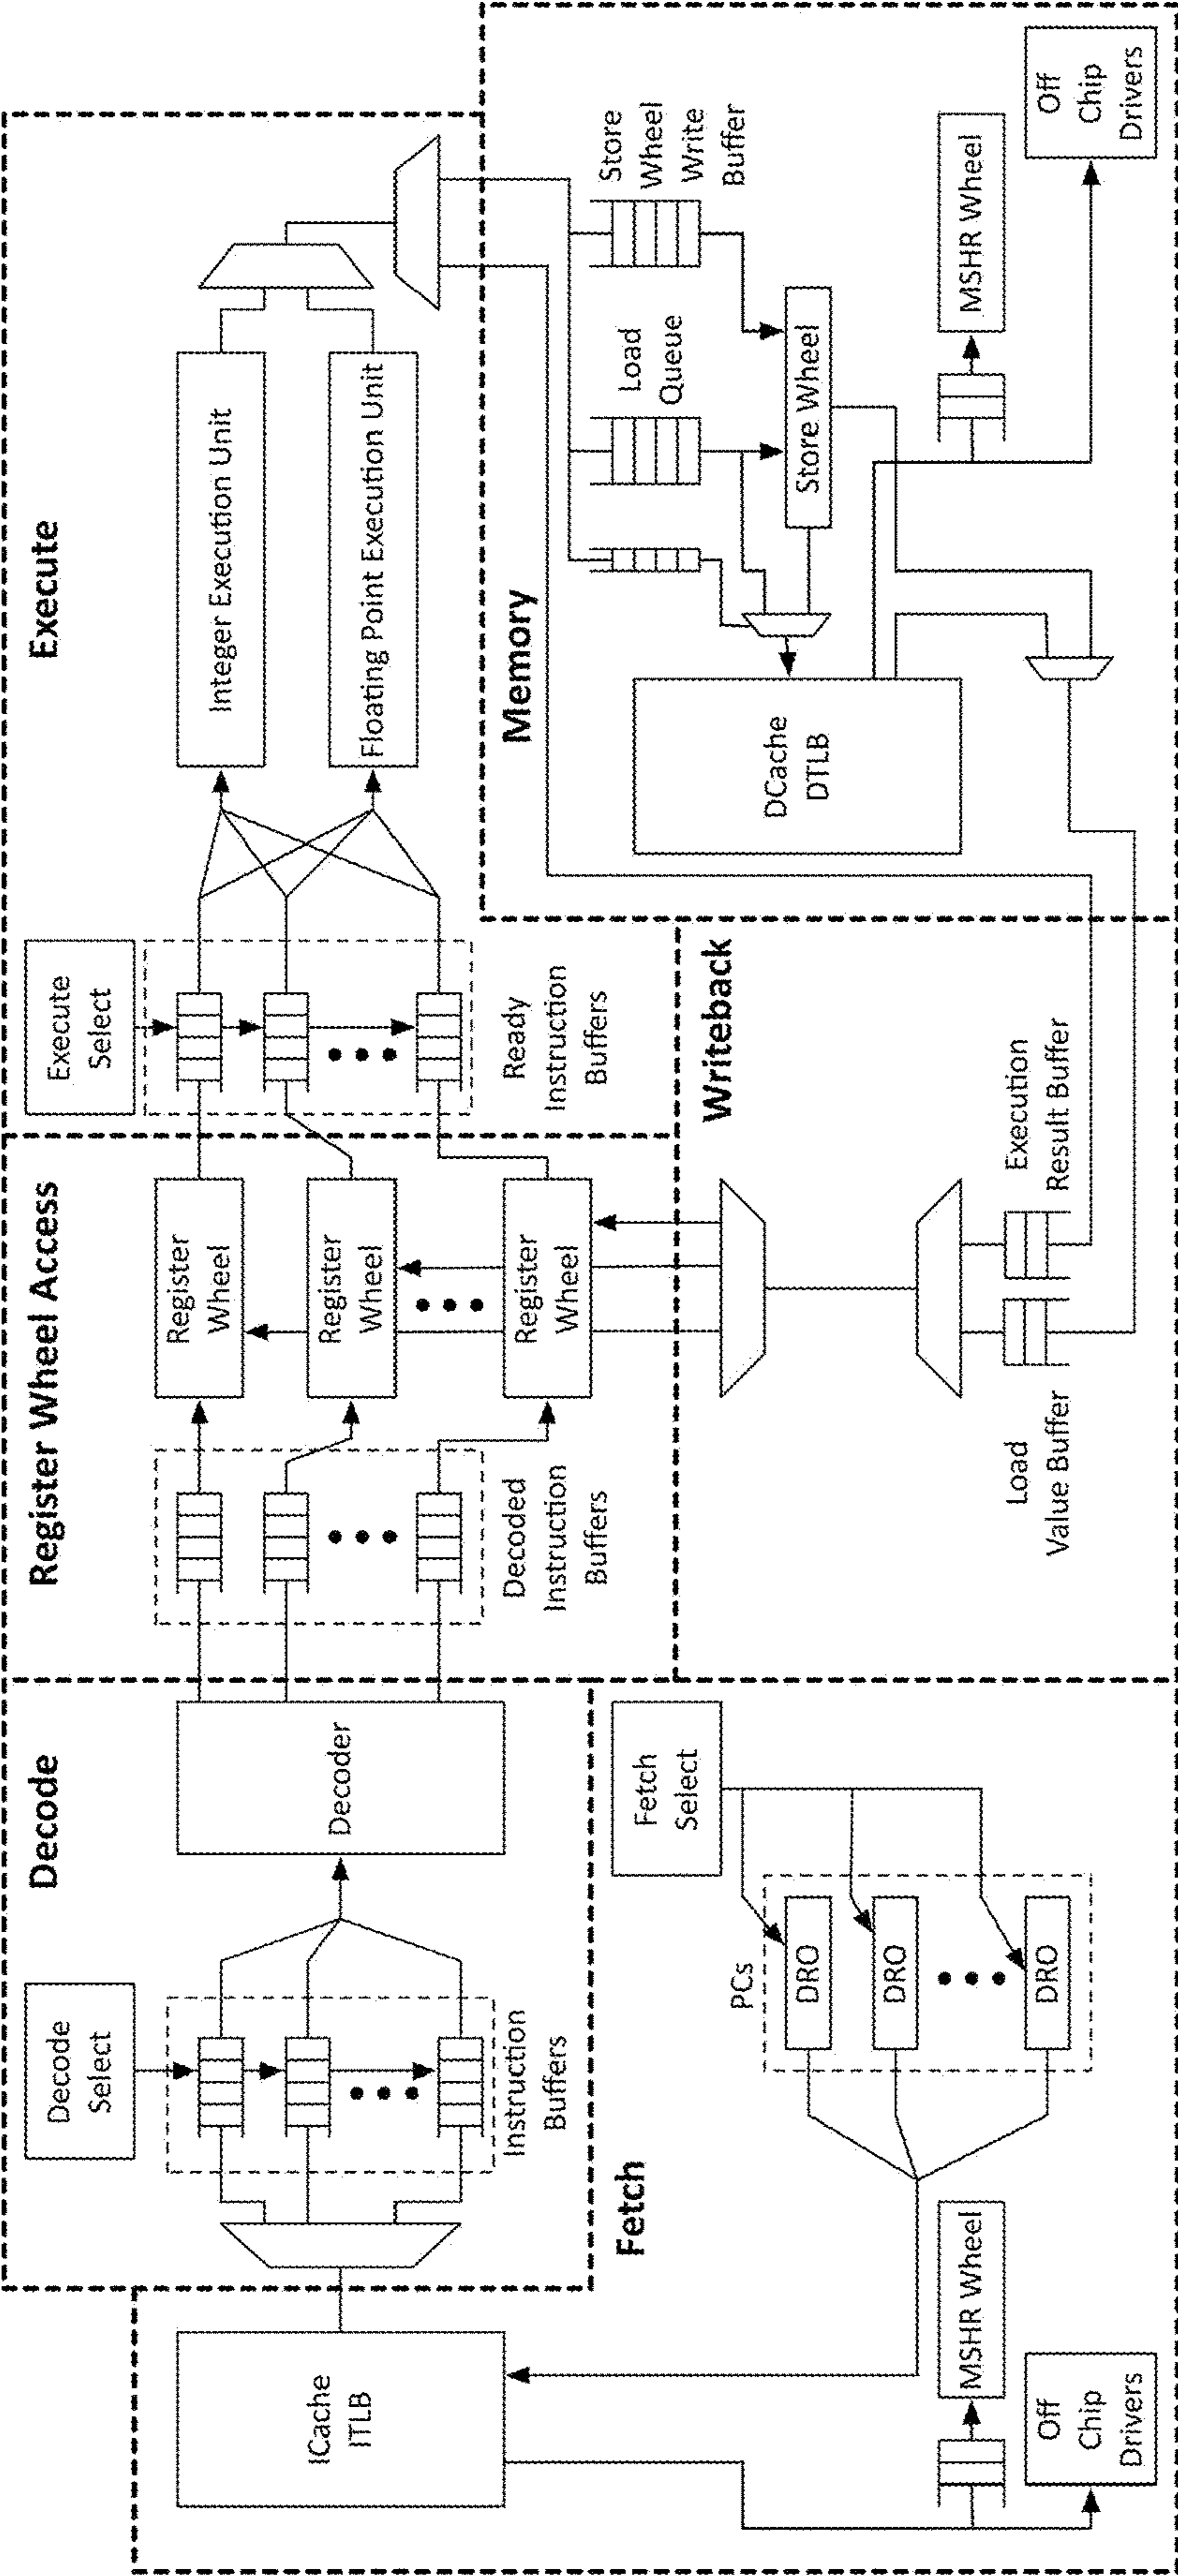 Decode
Decode
Select
Instruction
Buffers
Decoder
ICache
ITLB
Fetch
Fetch
Select
PCs
DRO
DRO
DRO
MSHR Wheel
Off
Chip
Drivers
Register Wheel Access
Decoded
Instruction
Buffers
Register
Wheel
Register
Wheel
Register
Wheel
Execute
Execute
Select
Ready
Instruction
Buffers
Integer Execution Unit
Floating Point Execution Unit
Writeback
Load
Value Buffer
Execution
Result Buffer
Memory
DCache
DTLB
Load
Queue
Store
Wheel
Write
Buffer
Store Wheel
MSHR Wheel
Off
Chip
Drivers